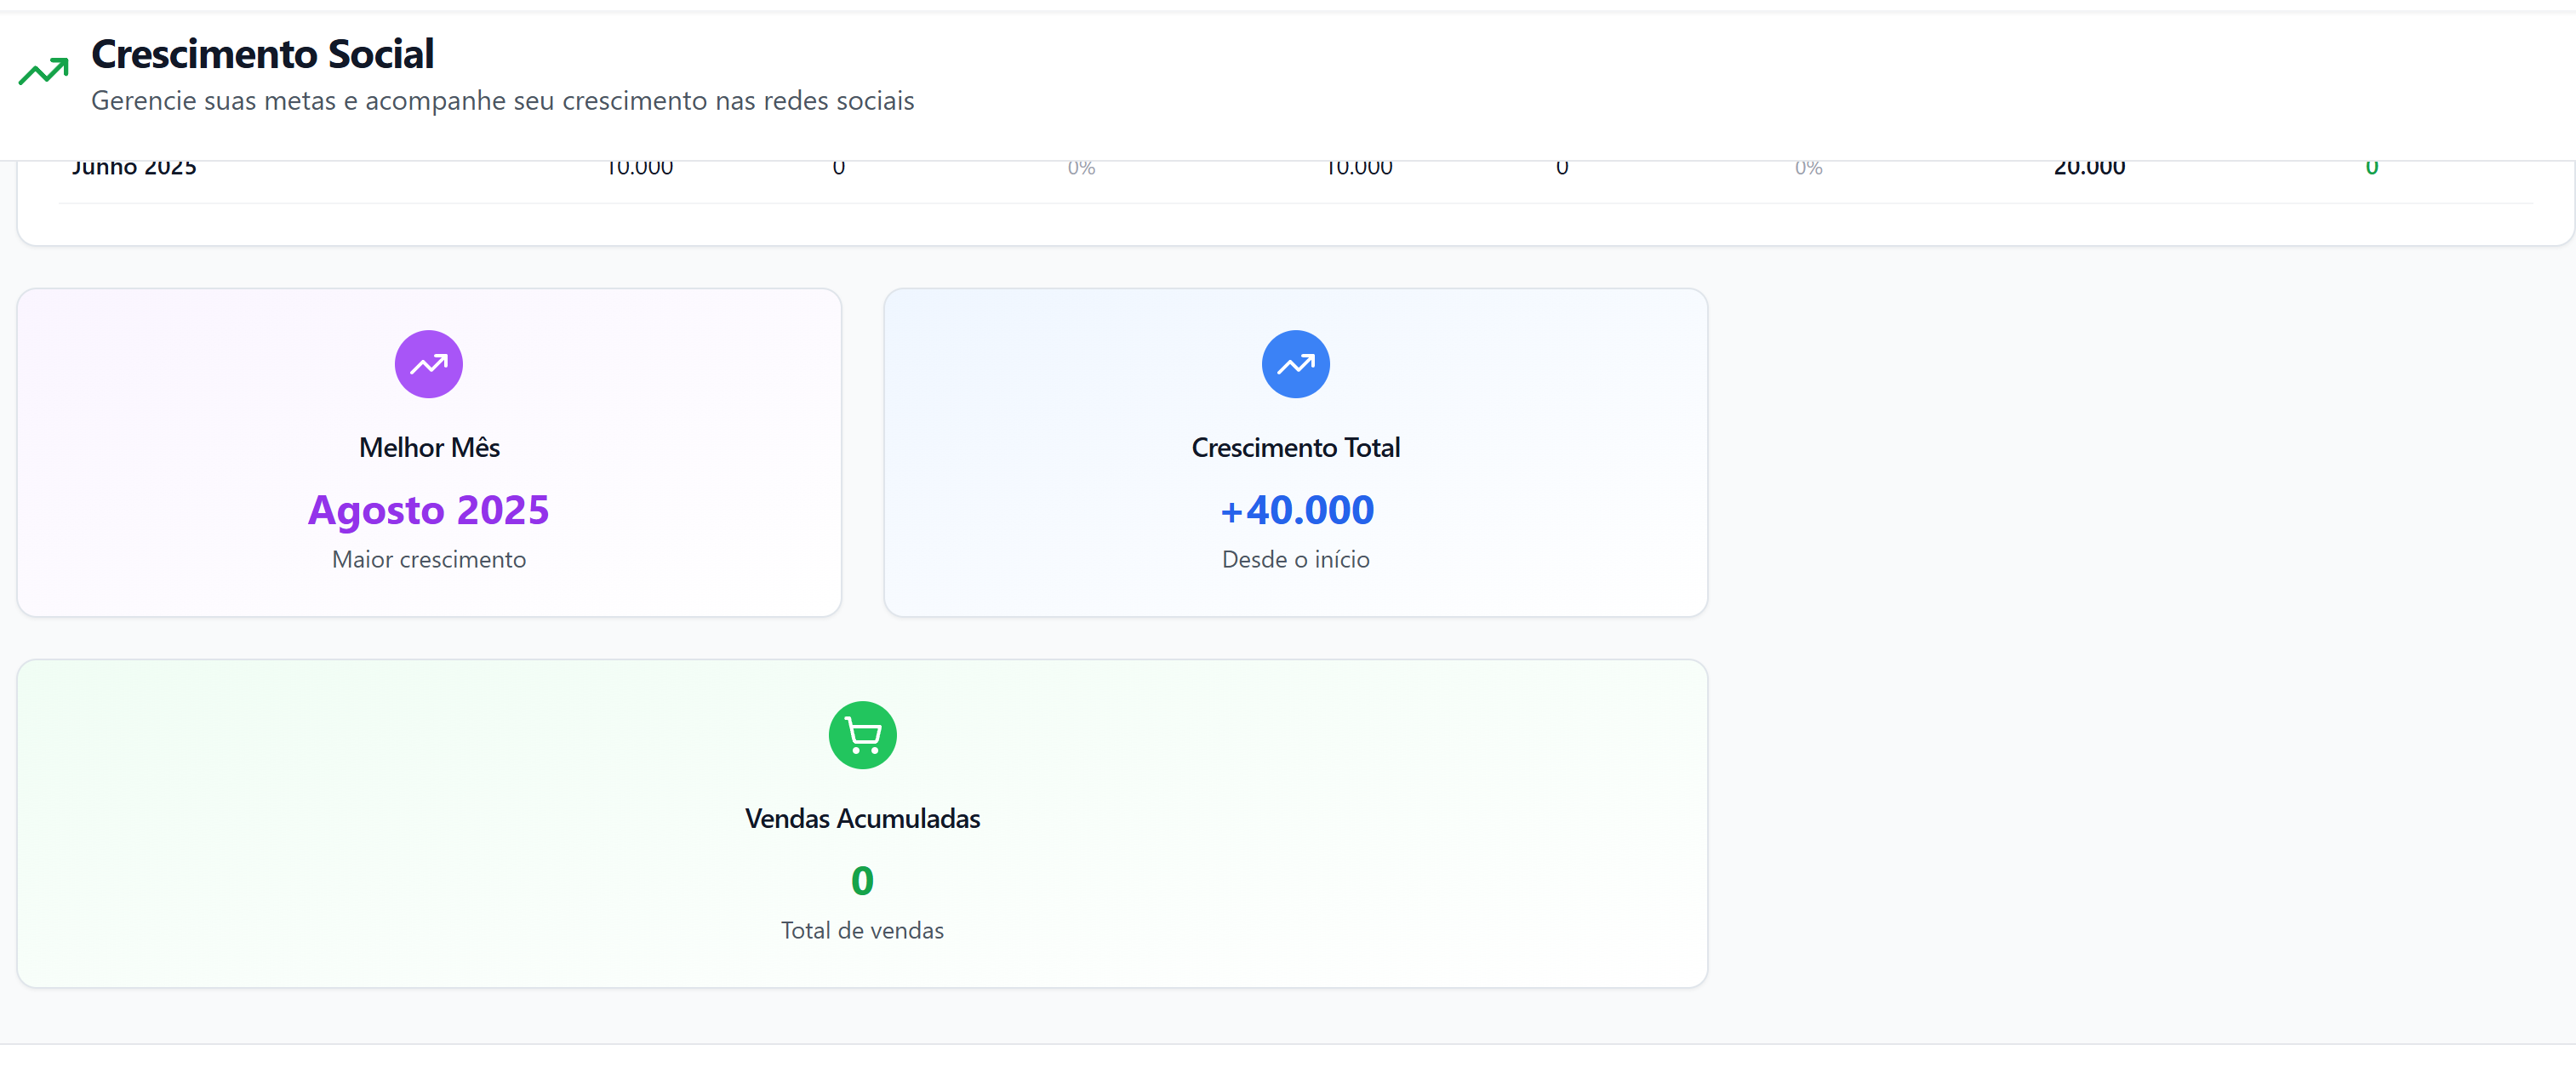 Crescimento Social
Gerencie suas metas e acompanhe seu crescimento nas redes sociais
Junho 2025 10.000 0 0% 10.000 0 0% 20.000 0
Melhor Mês
Agosto 2025
Maior crescimento
Crescimento Total
+40.000
Desde o início
Vendas Acumuladas
0
Total de vendas